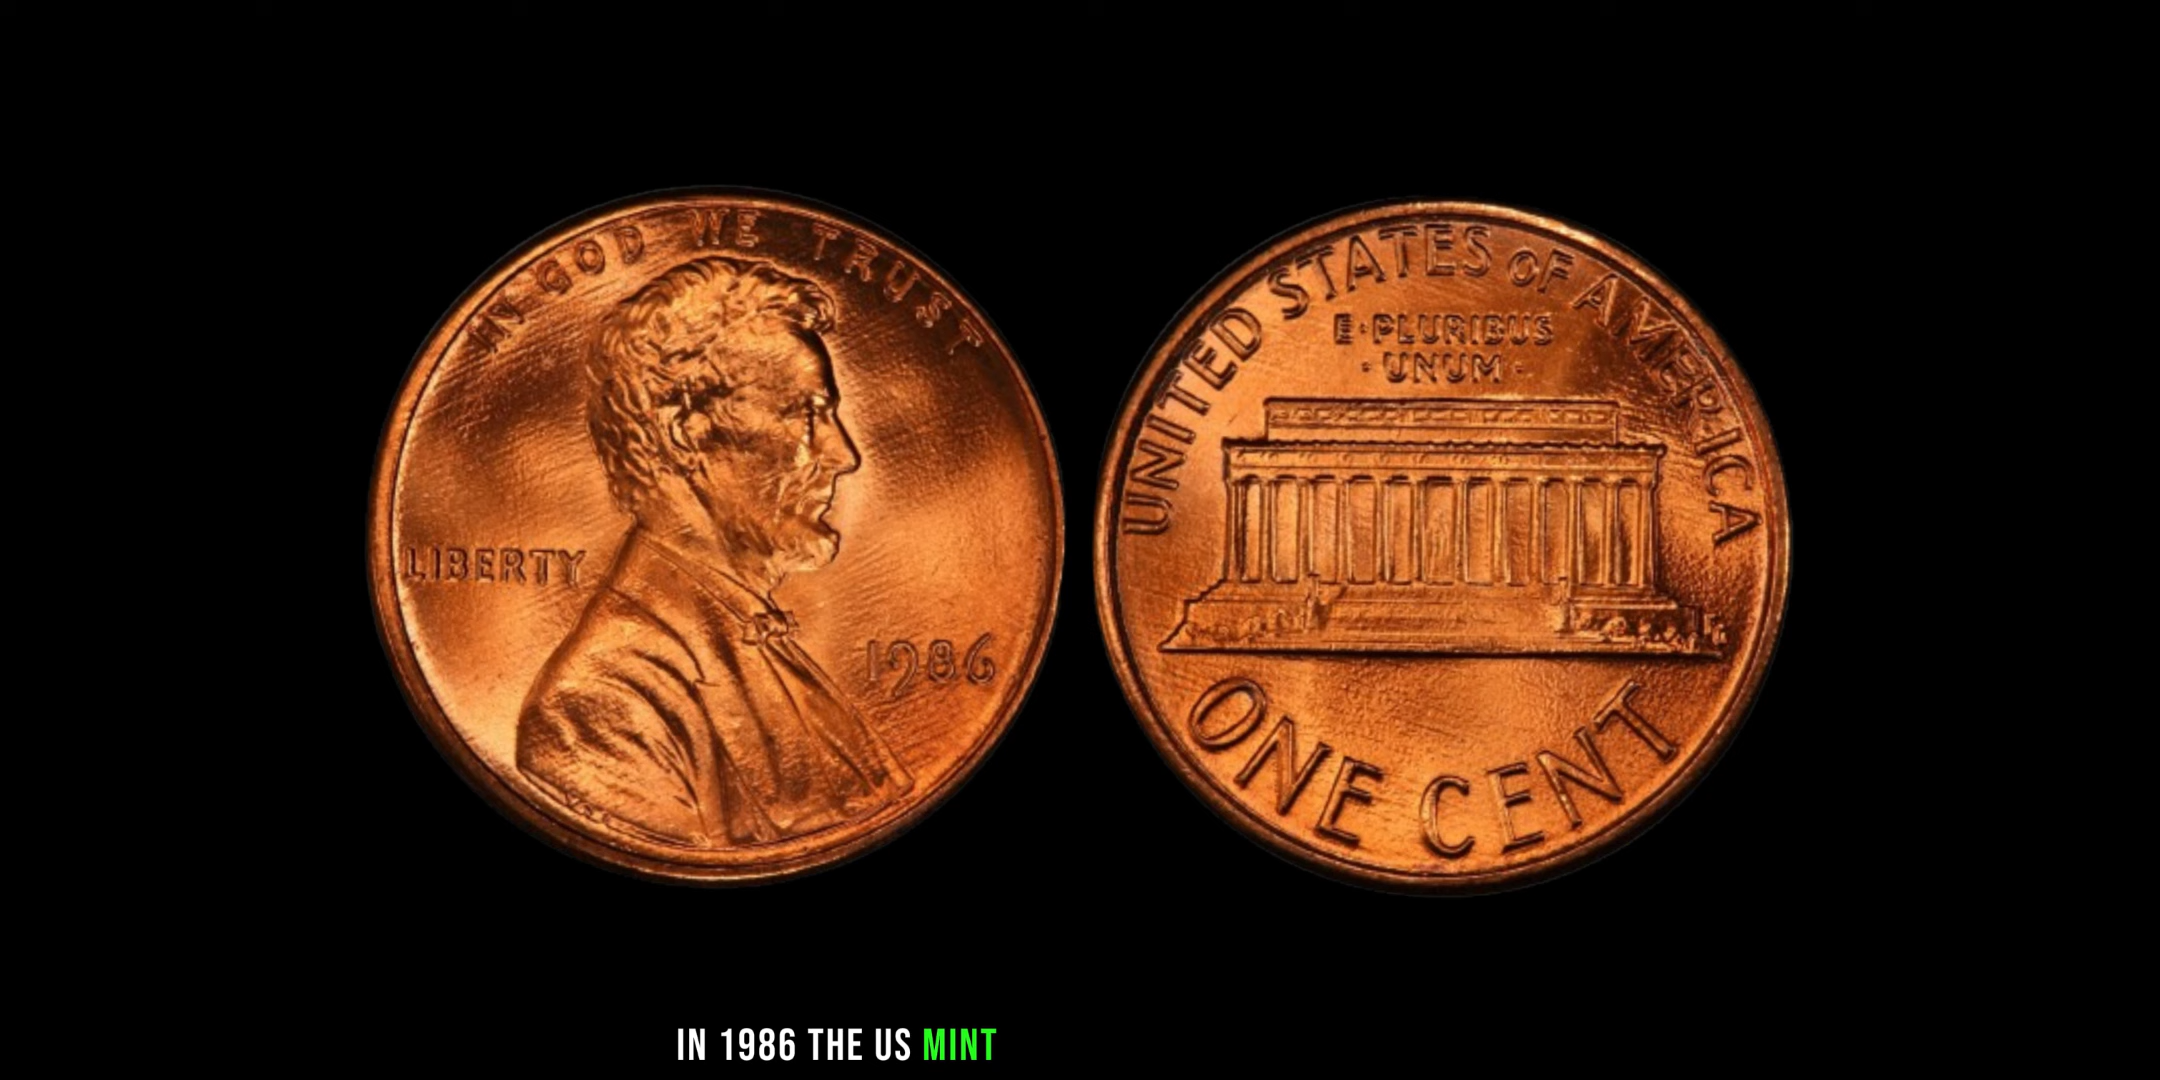 IN GOD WE TRUST
LIBERTY
1986
UNITED STATES OF AMERICA
E·PLURIBUS
·UNUM·
ONE CENT
IN 1986 THE US MINT